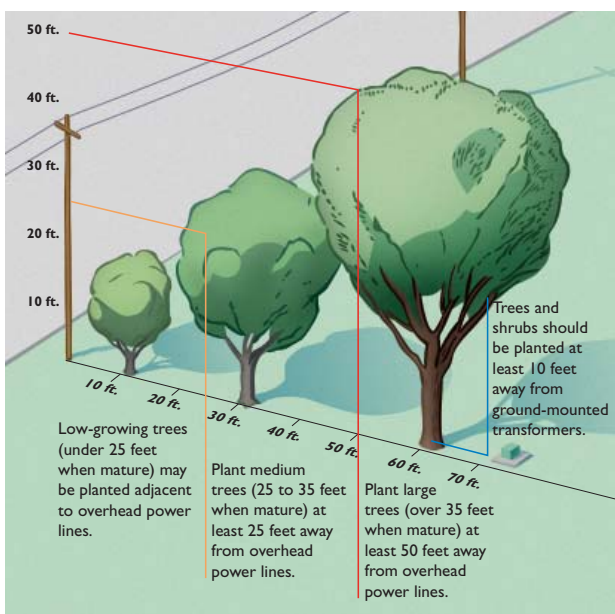 50 ft.
40 ft.
30 ft.
20 ft.
10 ft.
10 ft.
20 ft.
30 ft.
40 ft.
50 ft.
60 ft.
70 ft.
Low-growing trees
(under 25 feet
when mature) may
be planted adjacent
to overhead power
lines.
Plant medium
trees (25 to 35 feet
when mature) at
least 25 feet away
from overhead
power lines.
Plant large
trees (over 35 feet
when mature) at
least 50 feet away
from overhead
power lines.
Trees and
shrubs should
be planted at
least 10 feet
away from
ground-mounted
transformers.